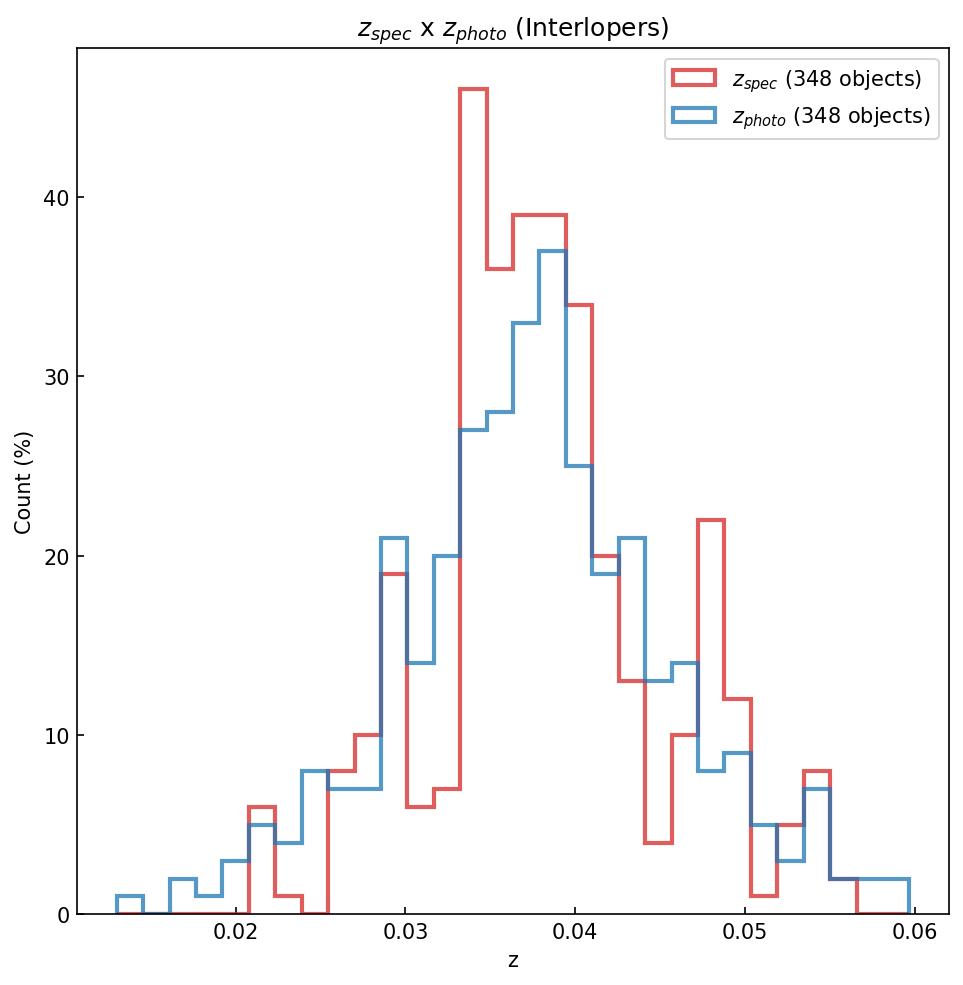 z_spec x z_photo (Interlopers)
z_spec (348 objects)
z_photo (348 objects)
Count (%)
40
30
20
10
0
0.02 0.03 0.04 0.05 0.06
z